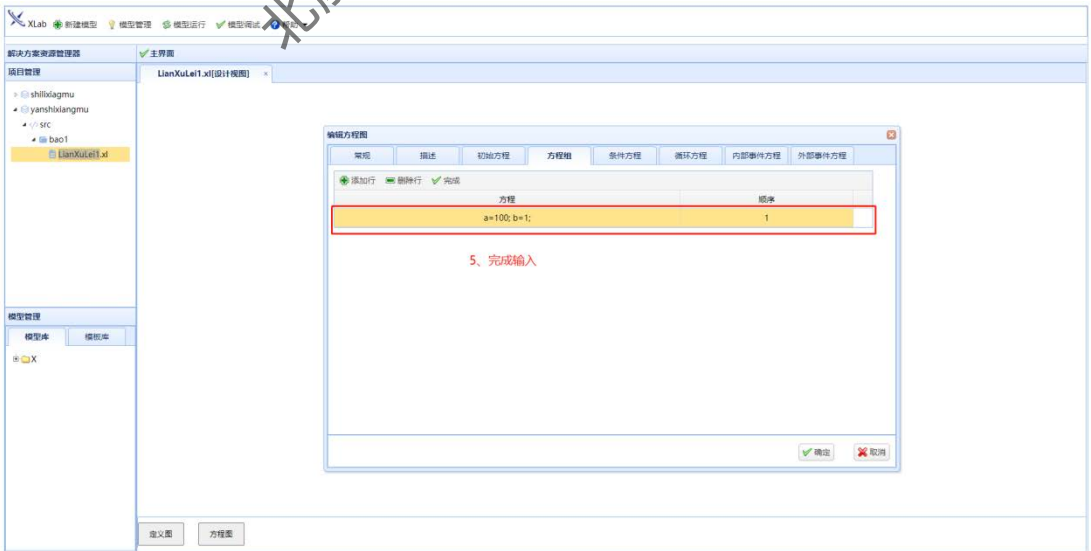 XLab 新建模型 模型管理 模型运行 模型调试 帮助
解决方案资源管理器
主界面
项目管理
LianXuLei1.xl[设计视图]
shilixiagmu
yanshixiangmu
src
bao1
LianXuLei1.xl
编辑方程图
常规 描述 初始方程 方程组 条件方程 循环方程 内部事件方程 外部事件方程
添加行 删除行 完成
方程 顺序
a=100; b=1; 1
5、完成输入
模型管理
模型库 模板库
X
确定 取消
定义图 方程图